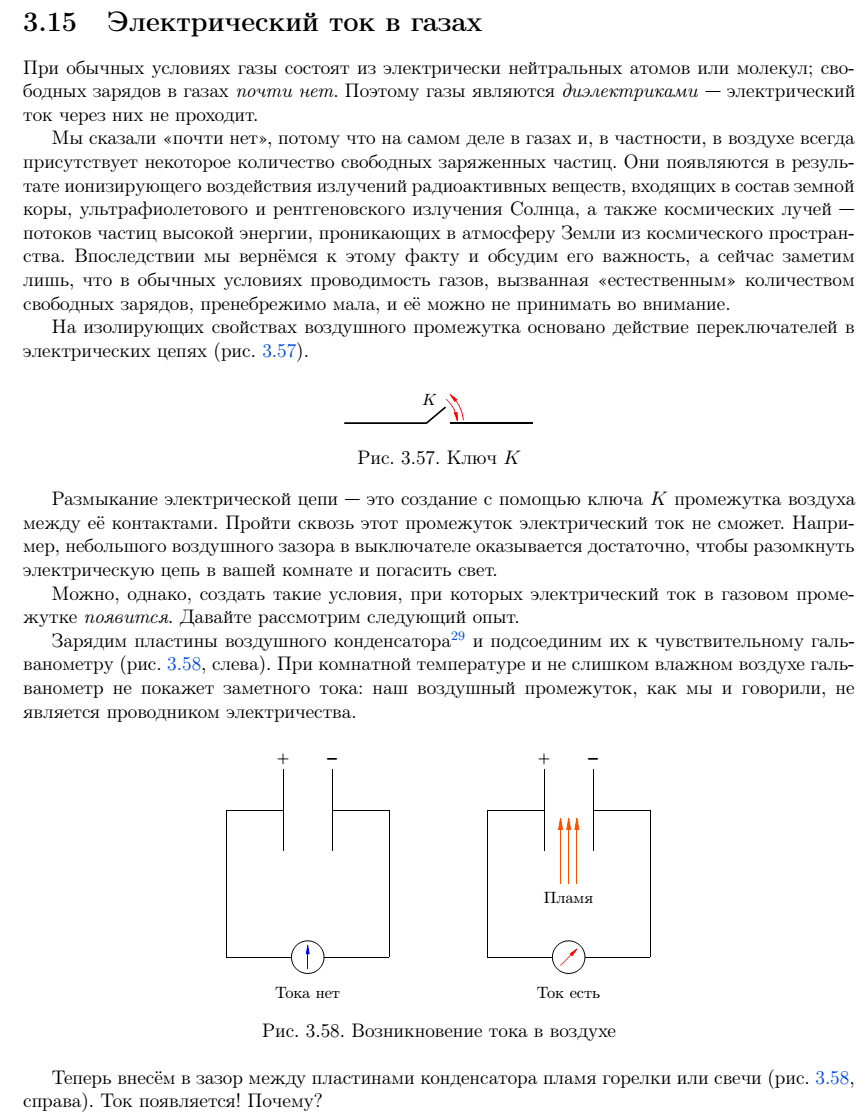 3.15 Электрический ток в газах
При обычных условиях газы состоят из электрически нейтральных атомов или молекул; сво-
бодных зарядов в газах почти нет. Поэтому газы являются диэлектриками — электрический
ток через них не проходит.
Мы сказали «почти нет», потому что на самом деле в газах и, в частности, в воздухе всегда
присутствует некоторое количество свободных заряженных частиц. Они появляются в резуль-
тате ионизирующего воздействия излучений радиоактивных веществ, входящих в состав земной
коры, ультрафиолетового и рентгеновского излучения Солнца, а также космических лучей —
потоков частиц высокой энергии, проникающих в атмосферу Земли из космического простран-
ства. Впоследствии мы вернёмся к этому факту и обсудим его важность, а сейчас заметим
лишь, что в обычных условиях проводимость газов, вызванная «естественным» количеством
свободных зарядов, пренебрежимо мала, и её можно не принимать во внимание.
На изолирующих свойствах воздушного промежутка основано действие переключателей в
электрических цепях (рис. 3.57).
K
Рис. 3.57. Ключ K
Размыкание электрической цепи — это создание с помощью ключа K промежутка воздуха
между её контактами. Пройти сквозь этот промежуток электрический ток не сможет. Напри-
мер, небольшого воздушного зазора в выключателе оказывается достаточно, чтобы разомкнуть
электрическую цепь в вашей комнате и погасить свет.
Можно, однако, создать такие условия, при которых электрический ток в газовом проме-
жутке появится. Давайте рассмотрим следующий опыт.
Зарядим пластины воздушного конденсатора29 и подсоединим их к чувствительному галь-
ванометру (рис. 3.58, слева). При комнатной температуре и не слишком влажном воздухе галь-
ванометр не покажет заметного тока: наш воздушный промежуток, как мы и говорили, не
является проводником электричества.
+ − + −
Пламя
Тока нет Ток есть
Рис. 3.58. Возникновение тока в воздухе
Теперь внесём в зазор между пластинами конденсатора пламя горелки или свечи (рис. 3.58,
справа). Ток появляется! Почему?